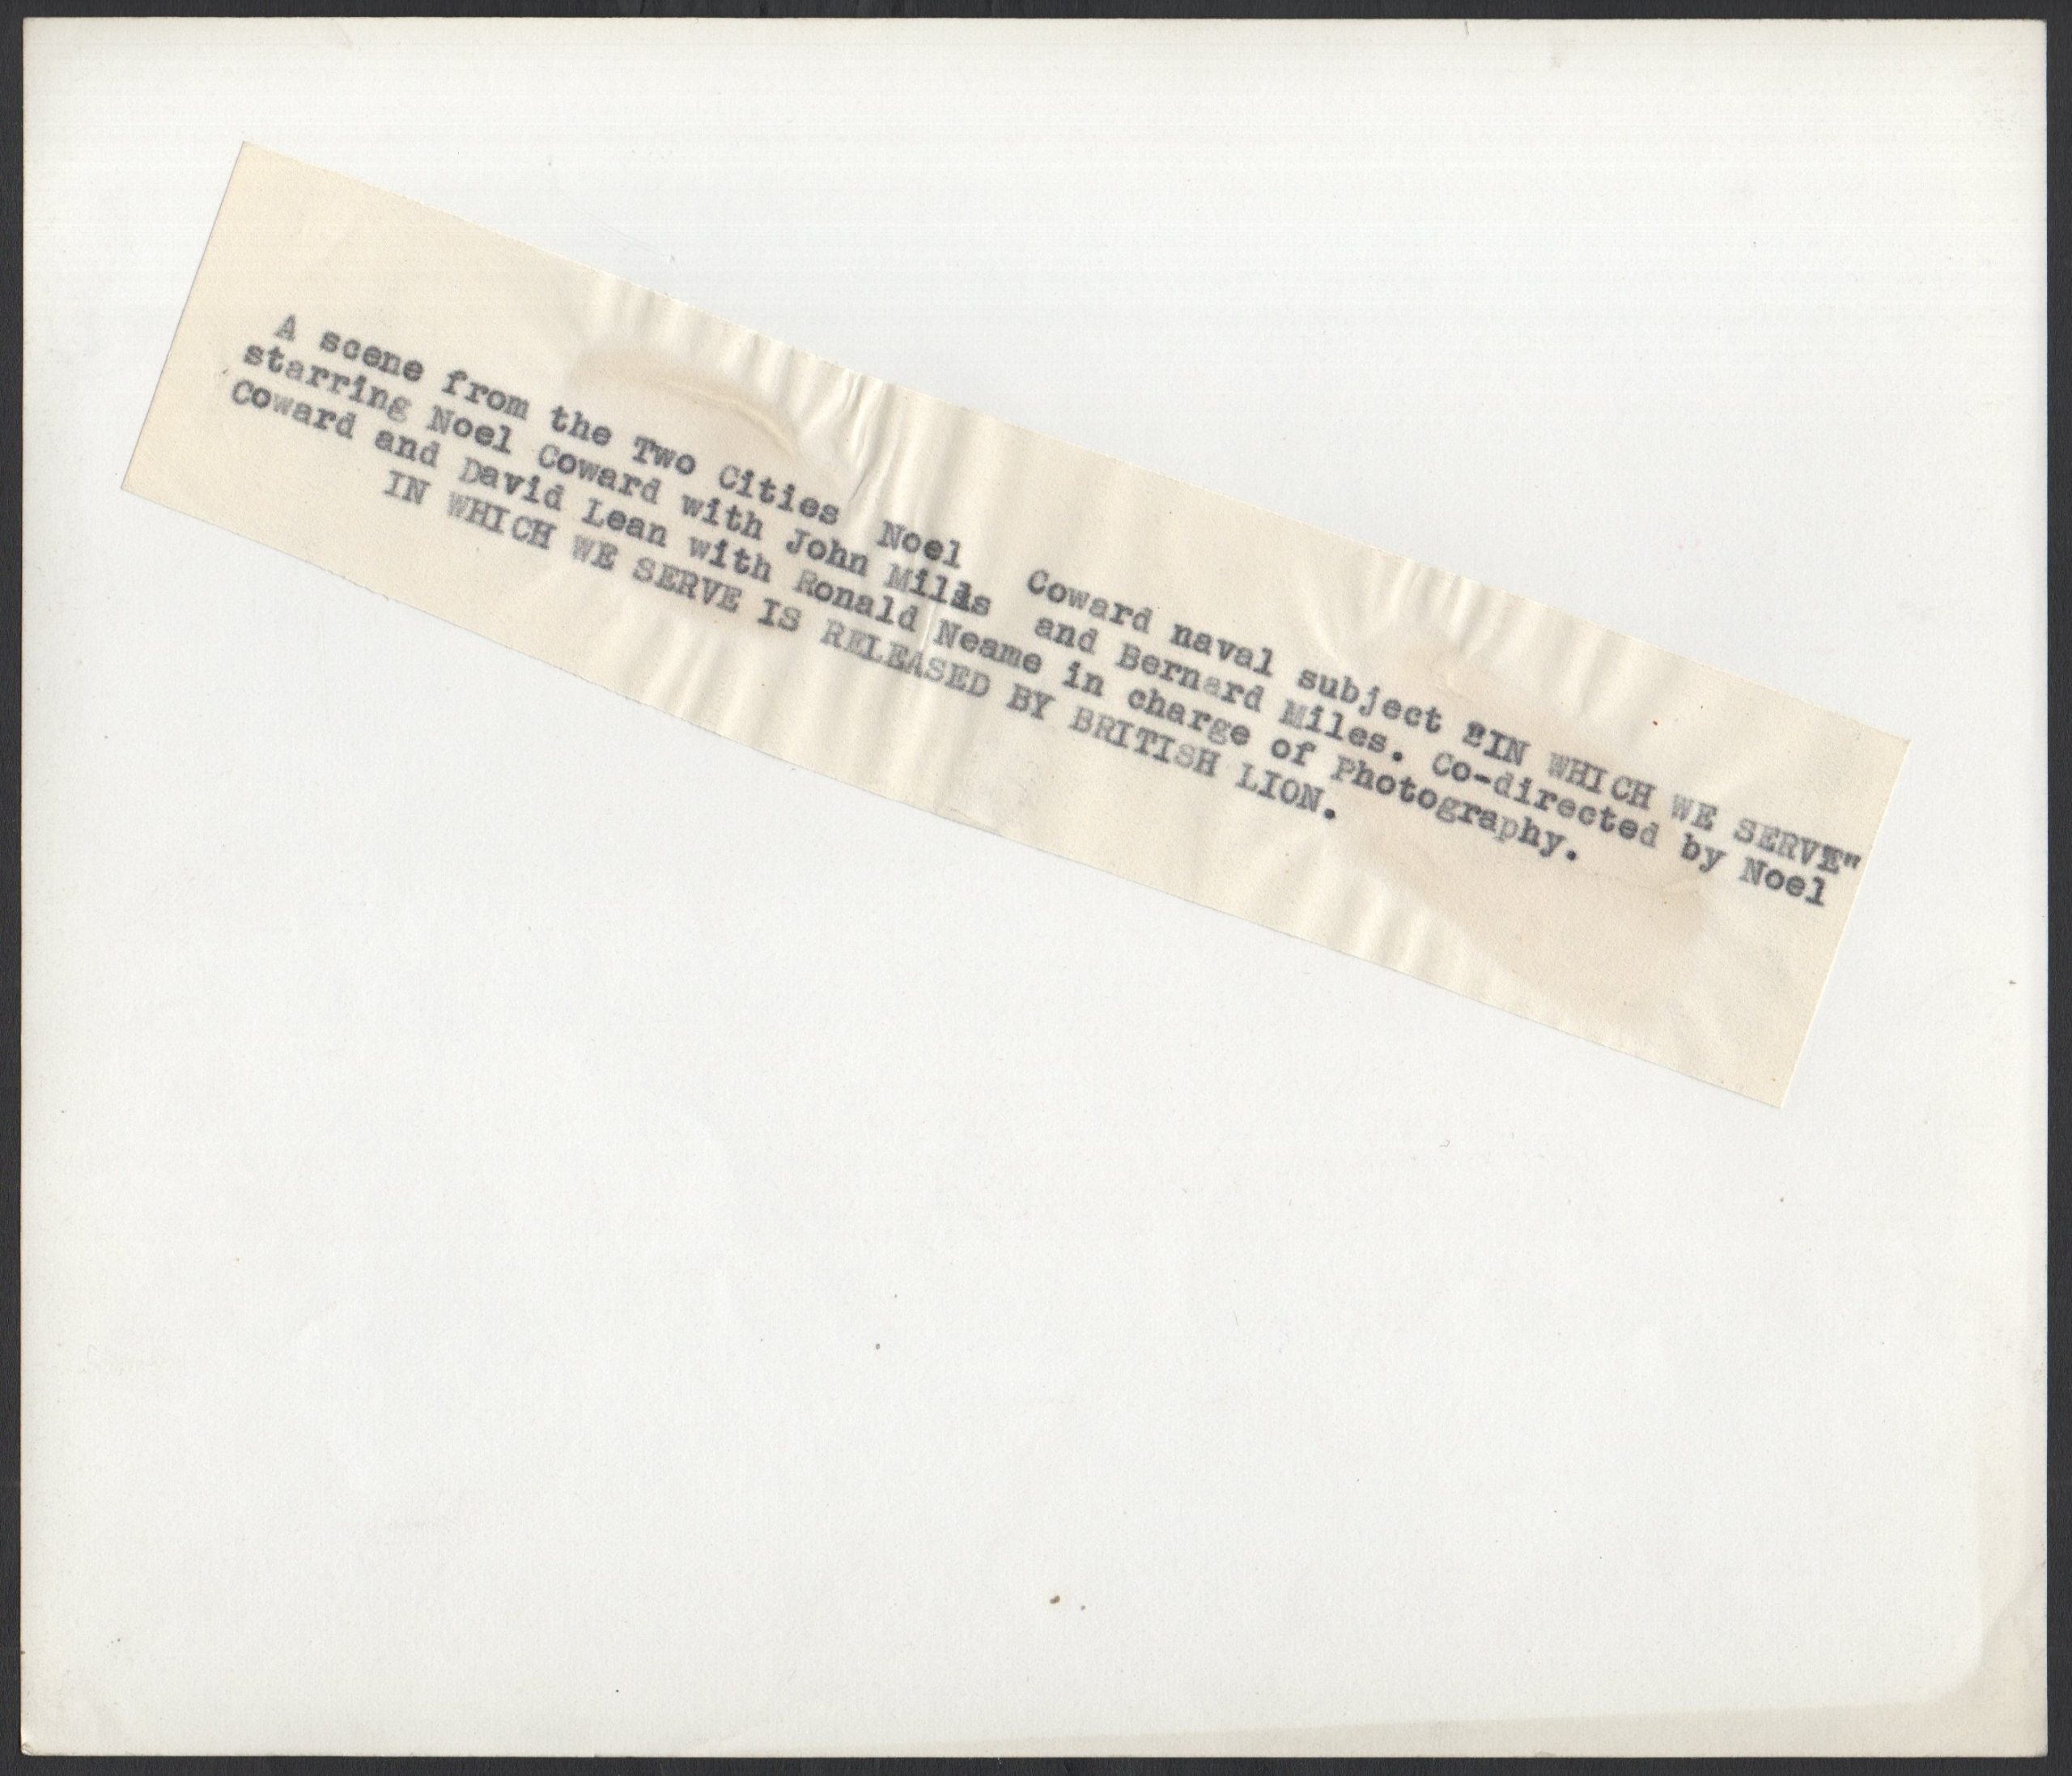 A scene from the Two Cities Noel Coward naval subject "IN WHICH WE SERVE"
starring Noel Coward with John Mills and Bernard Miles. Co-directed by Noel
Coward and David Lean with Ronald Neame in charge of Photography.
IN WHICH WE SERVE IS RELEASED BY BRITISH LION.